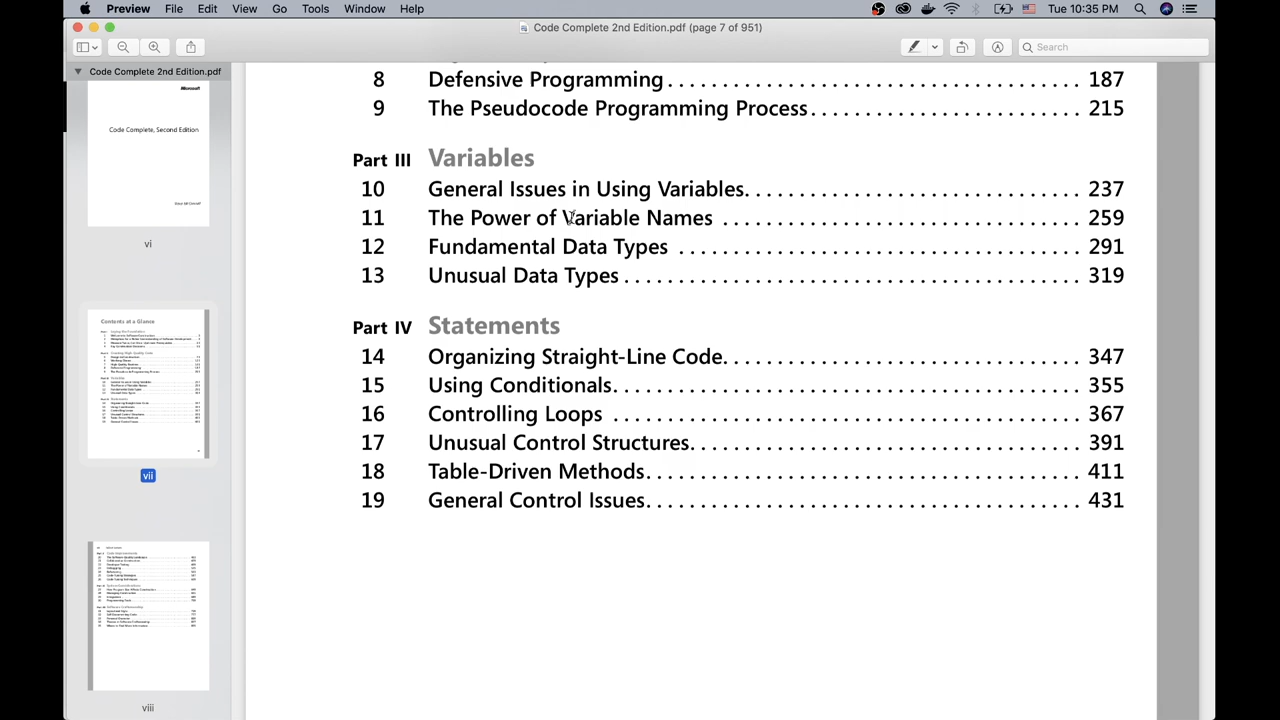 Preview File Edit View Go Tools Window Help Tue 10:35 PM
Code Complete 2nd Edition.pdf (page 7 of 951)
Search
Code Complete 2nd Edition.pdf
Microsoft
Code Complete, Second Edition
vi
Contents at a Glance
vii
viii
8 Defensive Programming 187
9 The Pseudocode Programming Process 215
Part III Variables
10 General Issues in Using Variables. 237
11 The Power of Variable Names 259
12 Fundamental Data Types 291
13 Unusual Data Types 319
Part IV Statements
14 Organizing Straight-Line Code. 347
15 Using Conditionals. 355
16 Controlling Loops 367
17 Unusual Control Structures. 391
18 Table-Driven Methods. 411
19 General Control Issues. 431